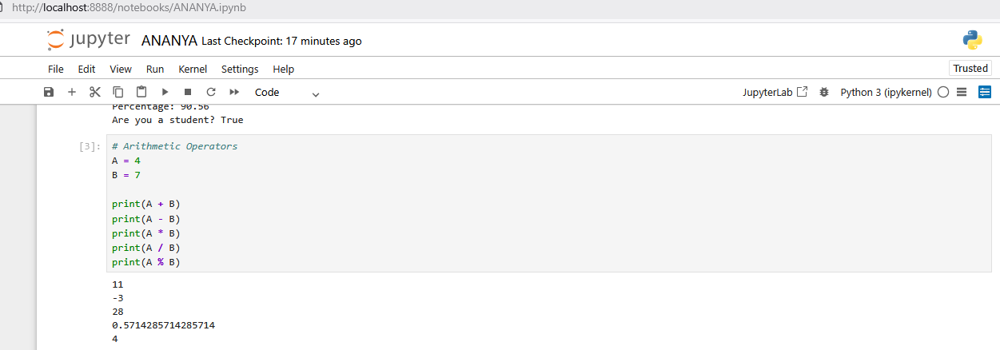 http://localhost:8888/notebooks/ANANYA.ipynb
jupyter ANANYA Last Checkpoint: 17 minutes ago
File Edit View Run Kernel Settings Help
Trusted
Code
JupyterLab Python 3 (ipykernel)
Percentage: 90.56
Are you a student? True
[3]: # Arithmetic Operators
A = 4
B = 7
print(A + B)
print(A - B)
print(A * B)
print(A / B)
print(A % B)
11
-3
28
0.5714285714285714
4